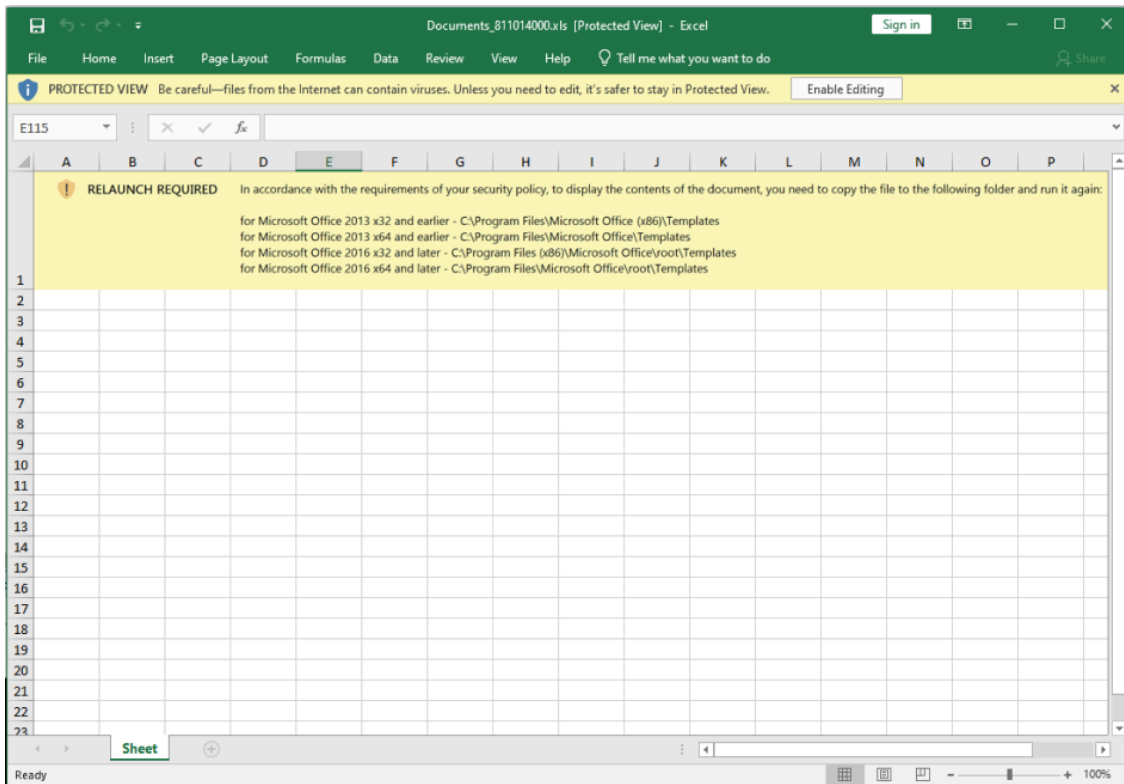 Documents_811014000.xls [Protected View] - Excel
Sign in
File Home Insert Page Layout Formulas Data Review View Help Tell me what you want to do Share
PROTECTED VIEW Be careful—files from the Internet can contain viruses. Unless you need to edit, it's safer to stay in Protected View. Enable Editing
E115 fx
A B C D E F G H I J K L M N O P
RELAUNCH REQUIRED In accordance with the requirements of your security policy, to display the contents of the document, you need to copy the file to the following folder and run it again:
for Microsoft Office 2013 x32 and earlier - C:\Program Files\Microsoft Office (x86)\Templates
for Microsoft Office 2013 x64 and earlier - C:\Program Files\Microsoft Office\Templates
for Microsoft Office 2016 x32 and later - C:\Program Files (x86)\Microsoft Office\root\Templates
for Microsoft Office 2016 x64 and later - C:\Program Files\Microsoft Office\root\Templates
1
2
3
4
5
6
7
8
9
10
11
12
13
14
15
16
17
18
19
20
21
22
23
Sheet
Ready 100%